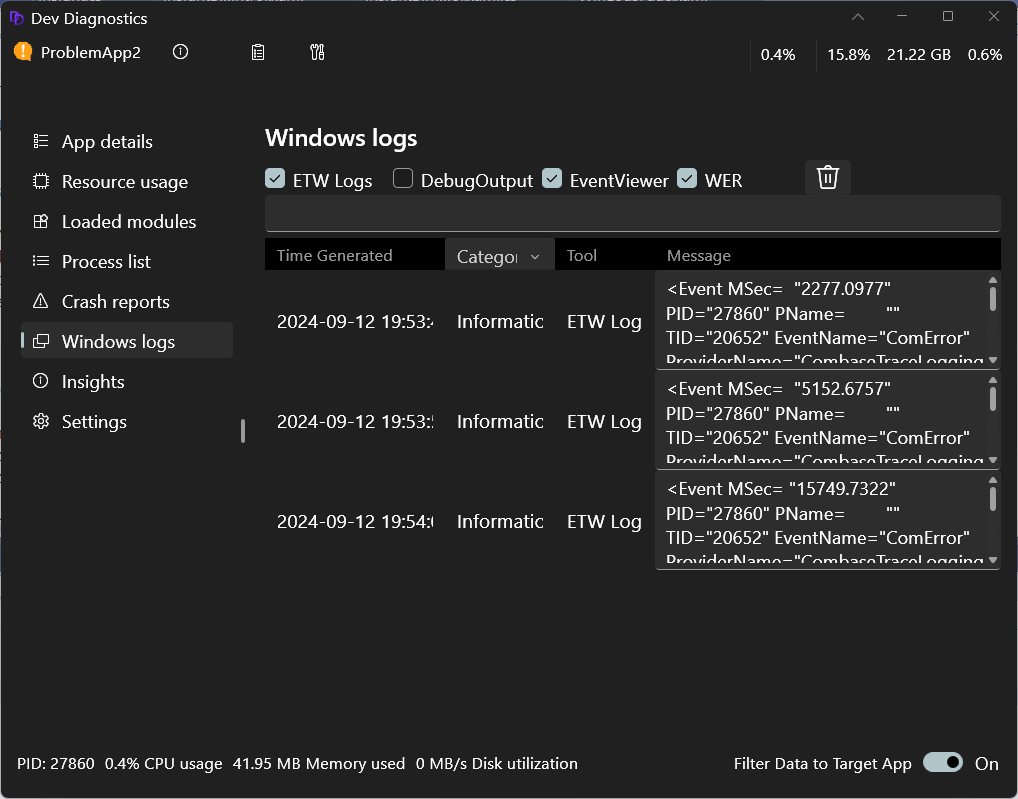 Dev Diagnostics
ProblemApp2
0.4% 15.8% 21.22 GB 0.6%
App details
Resource usage
Loaded modules
Process list
Crash reports
Windows logs
Insights
Settings
Windows logs
ETW Logs DebugOutput EventViewer WER
Time Generated Categor Tool Message
2024-09-12 19:53:4 Informatic ETW Log
<Event MSec= "2277.0977"
PID="27860" PName= ""
TID="20652" EventName="ComError"
ProviderName="CombaseTraceLogging
2024-09-12 19:53:5 Informatic ETW Log
<Event MSec= "5152.6757"
PID="27860" PName= ""
TID="20652" EventName="ComError"
ProviderName="CombaseTraceLogging
2024-09-12 19:54:0 Informatic ETW Log
<Event MSec= "15749.7322"
PID="27860" PName= ""
TID="20652" EventName="ComError"
ProviderName="CombaseTraceLogging
PID: 27860 0.4% CPU usage 41.95 MB Memory used 0 MB/s Disk utilization
Filter Data to Target App On